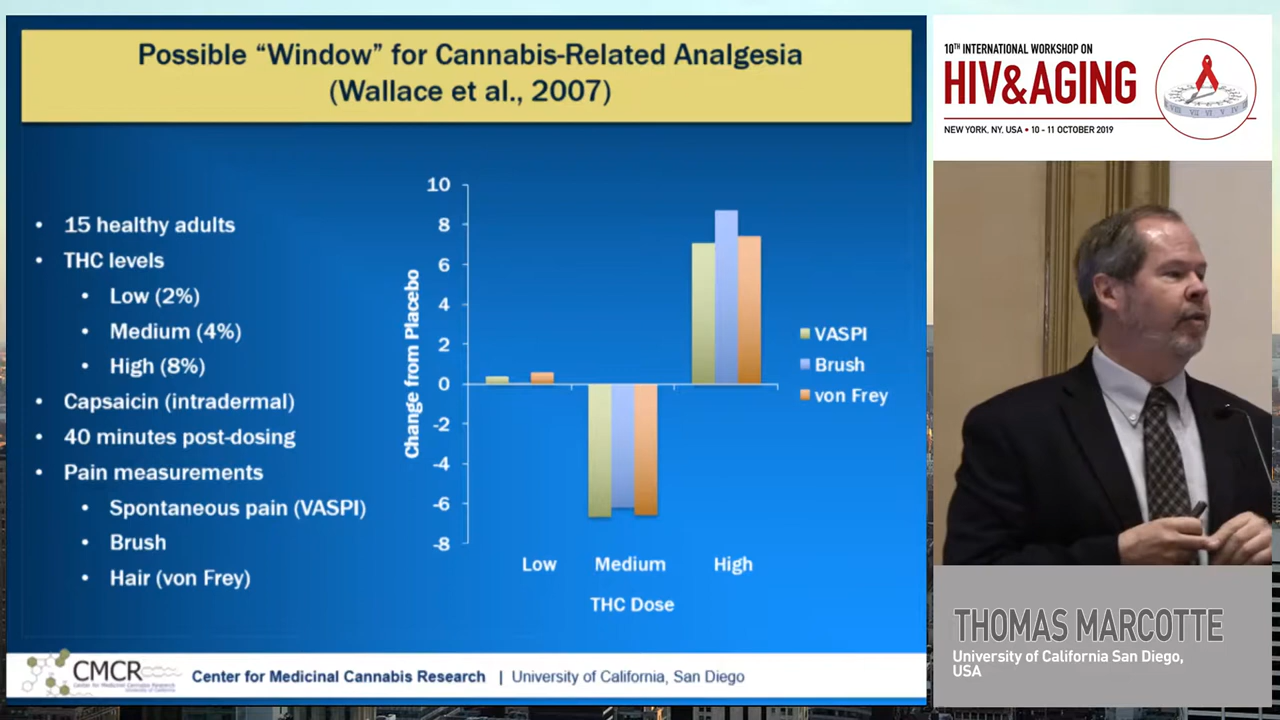 Possible “Window” for Cannabis-Related Analgesia
(Wallace et al., 2007)
• 15 healthy adults
• THC levels
• Low (2%)
• Medium (4%)
• High (8%)
• Capsaicin (intradermal)
• 40 minutes post-dosing
• Pain measurements
• Spontaneous pain (VASPI)
• Brush
• Hair (von Frey)
Change from Placebo
10
8
6
4
2
0
-2
-4
-6
-8
Low Medium High
THC Dose
VASPI
Brush
von Frey
CMCR
Center for Medicinal Cannabis Research | University of California, San Diego
10TH INTERNATIONAL WORKSHOP ON
HIV&AGING
NEW YORK, NY, USA • 10 - 11 OCTOBER 2019
THOMAS MARCOTTE
University of California San Diego,
USA